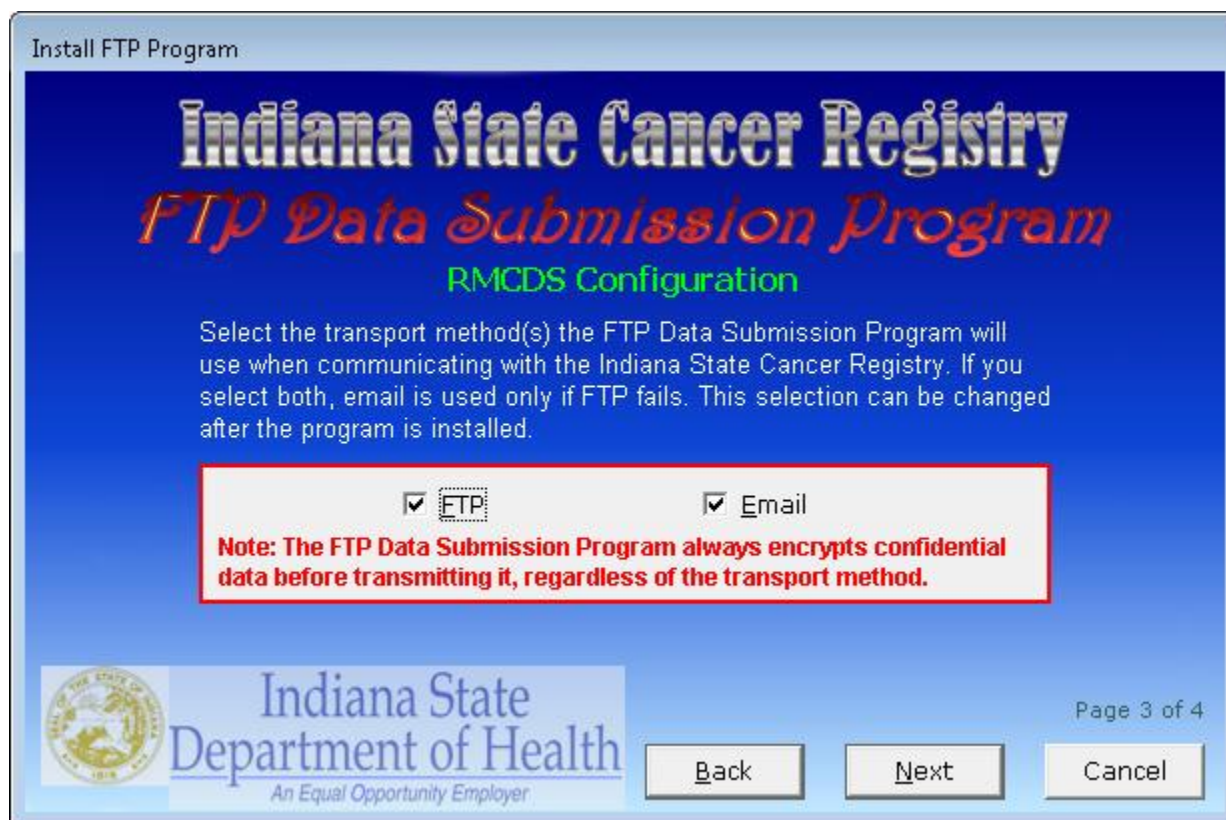 Install FTP Program
Indiana State Cancer Registry
FTP Data Submission Program
RMCDS Configuration
Select the transport method(s) the FTP Data Submission Program will
use when communicating with the Indiana State Cancer Registry. If you
select both, email is used only if FTP fails. This selection can be changed
after the program is installed.
FTP Email
Note: The FTP Data Submission Program always encrypts confidential
data before transmitting it, regardless of the transport method.
Indiana State
Department of Health
An Equal Opportunity Employer
Page 3 of 4
Back Next Cancel